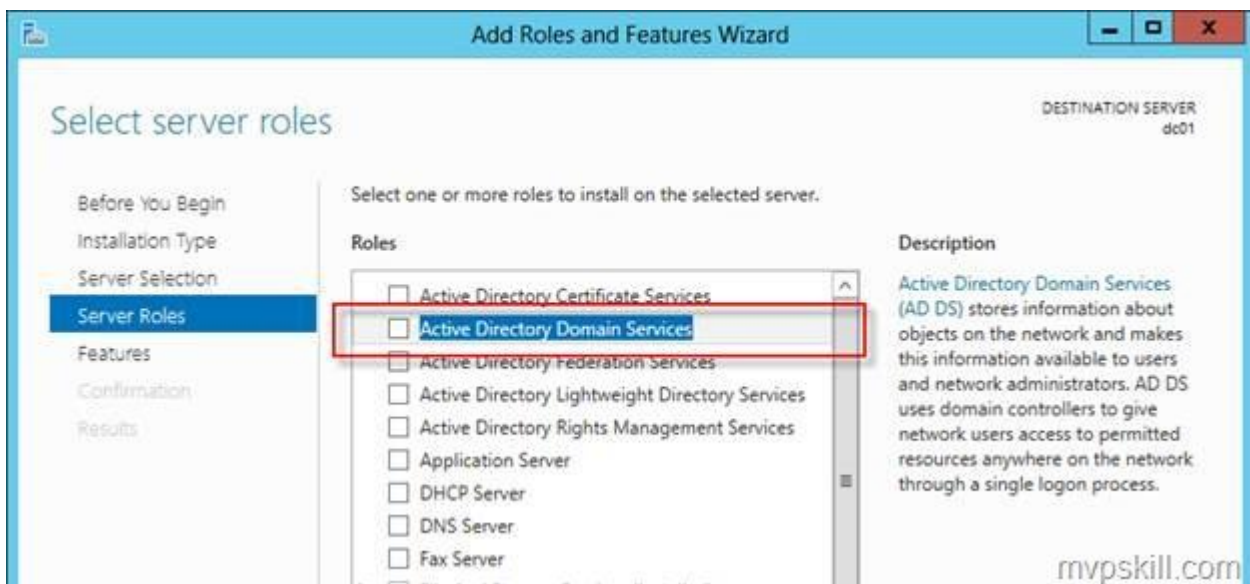 Add Roles and Features Wizard
Select server roles
DESTINATION SERVER
dc01
Before You Begin
Installation Type
Server Selection
Server Roles
Features
Confirmation
Results
Select one or more roles to install on the selected server.
Roles
Active Directory Certificate Services
Active Directory Domain Services
Active Directory Federation Services
Active Directory Lightweight Directory Services
Active Directory Rights Management Services
Application Server
DHCP Server
DNS Server
Fax Server
Description
Active Directory Domain Services
(AD DS) stores information about
objects on the network and makes
this information available to users
and network administrators. AD DS
uses domain controllers to give
network users access to permitted
resources anywhere on the network
through a single logon process.
mvpskill.com